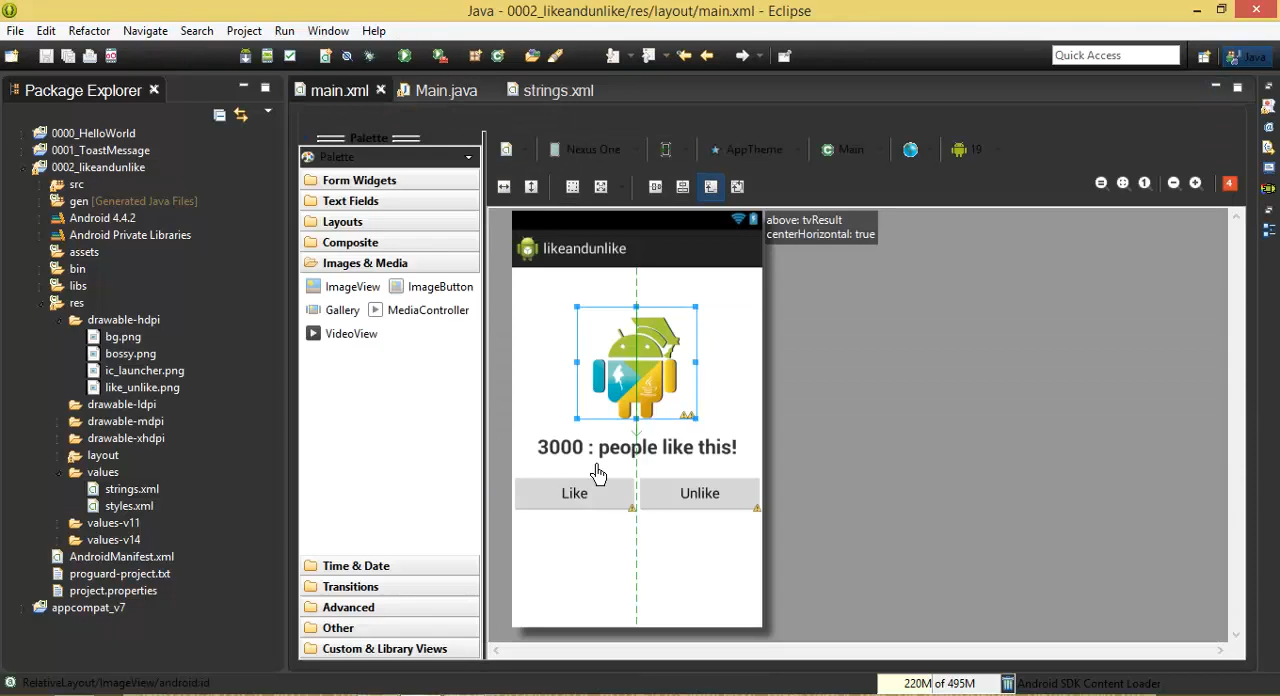 Java - 0002_likeandunlike/res/layout/main.xml - Eclipse
File Edit Refactor Navigate Search Project Run Window Help
Quick Access
Java
Package Explorer
main.xml
Main.java
strings.xml
0000_HelloWorld
0001_ToastMessage
0002_likeandunlike
src
gen [Generated Java Files]
Android 4.4.2
Android Private Libraries
assets
bin
libs
res
drawable-hdpi
bg.png
bossy.png
ic_launcher.png
like_unlike.png
drawable-ldpi
drawable-mdpi
drawable-xhdpi
layout
values
strings.xml
styles.xml
values-v11
values-v14
AndroidManifest.xml
proguard-project.txt
project.properties
appcompat_v7
Palette
Palette
Form Widgets
Text Fields
Layouts
Composite
Images & Media
ImageView ImageButton
Gallery MediaController
VideoView
Time & Date
Transitions
Advanced
Other
Custom & Library Views
Nexus One AppTheme Main 19
4
likeandunlike
above: tvResult
centerHorizontal: true
3000 : people like this!
Like Unlike
RelativeLayout/ImageView/android:id
220M of 495M
Android SDK Content Loader